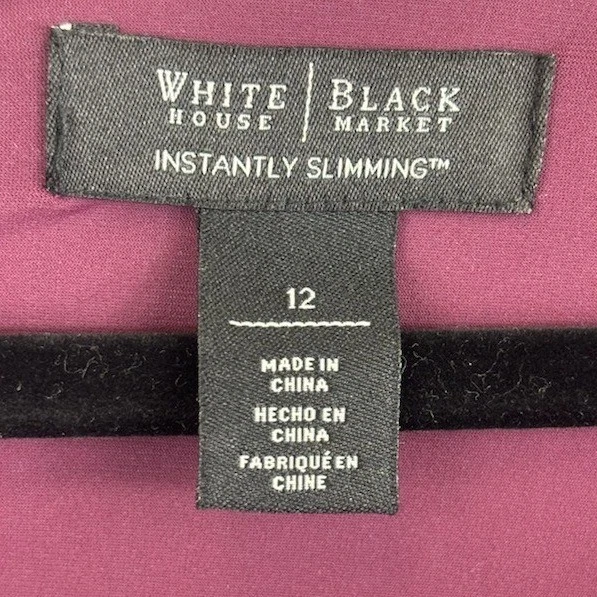 WHITE | BLACK
HOUSE MARKET
INSTANTLY SLIMMING™
12
MADE IN
CHINA
HECHO EN
CHINA
FABRIQUÉ EN
CHINE